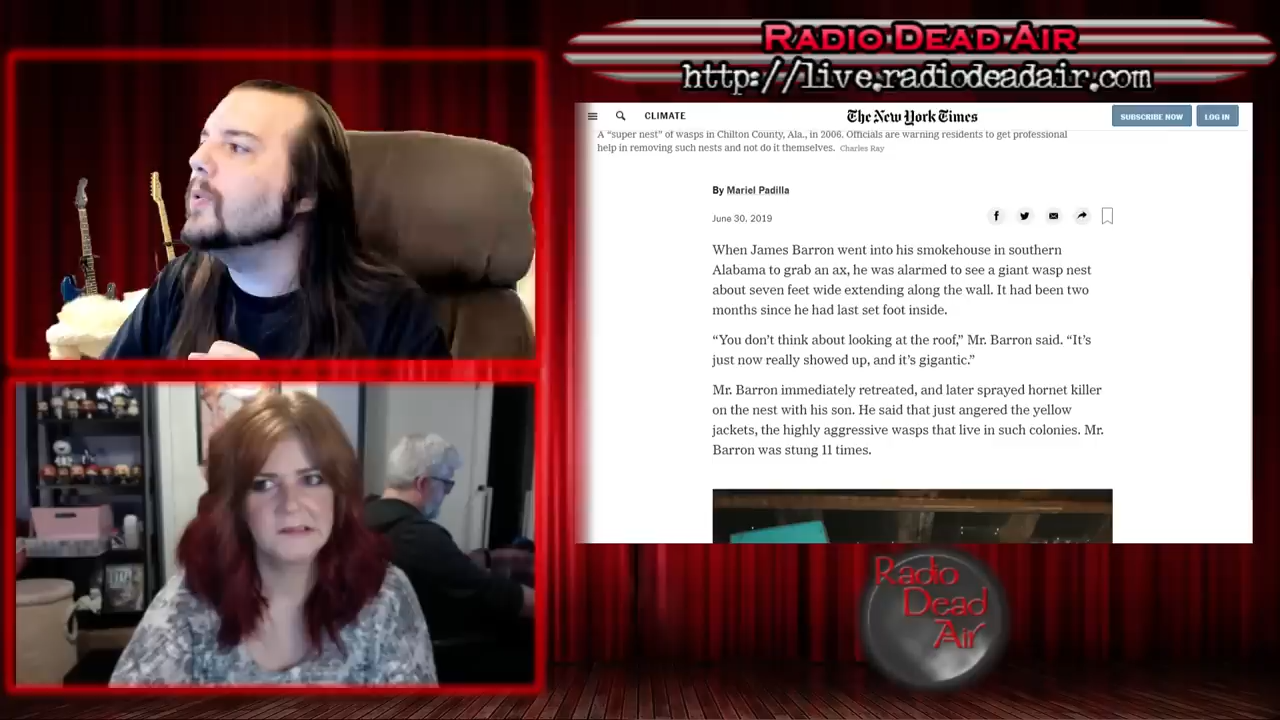 RADIO DEAD AIR
http://live.radiodeadair.com
CLIMATE
The New York Times
SUBSCRIBE NOW
LOG IN
A “super nest” of wasps in Chilton County, Ala., in 2006. Officials are warning residents to get professional
help in removing such nests and not do it themselves. Charles Ray
By Mariel Padilla
June 30, 2019
When James Barron went into his smokehouse in southern
Alabama to grab an ax, he was alarmed to see a giant wasp nest
about seven feet wide extending along the wall. It had been two
months since he had last set foot inside.
“You don’t think about looking at the roof,” Mr. Barron said. “It’s
just now really showed up, and it’s gigantic.”
Mr. Barron immediately retreated, and later sprayed hornet killer
on the nest with his son. He said that just angered the yellow
jackets, the highly aggressive wasps that live in such colonies. Mr.
Barron was stung 11 times.
Radio
Dead
Air